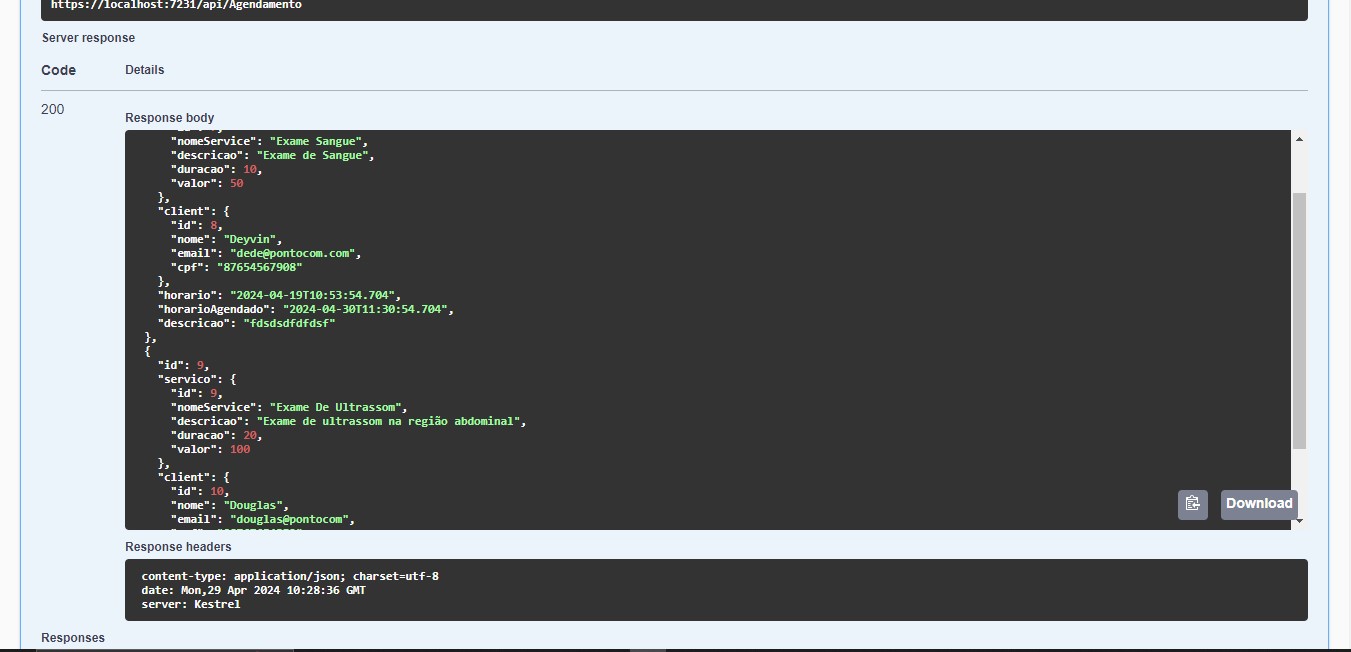 https://localhost:7231/api/Agendamento
Server response
Code Details
200
Response body
"nomeService": "Exame Sangue",
"descricao": "Exame de Sangue",
"duracao": 10,
"valor": 50
},
"client": {
"id": 8,
"nome": "Deyvin",
"email": "dede@pontocom.com",
"cpf": "87654567908"
},
"horario": "2024-04-19T10:53:54.704",
"horarioAgendado": "2024-04-30T11:30:54.704",
"descricao": "fdsdsdfdfdsf"
},
{
"id": 9,
"servico": {
"id": 9,
"nomeService": "Exame De Ultrassom",
"descricao": "Exame de ultrassom na região abdominal",
"duracao": 20,
"valor": 100
},
"client": {
"id": 10,
"nome": "Douglas",
"email": "douglas@pontocom",
Download
Response headers
content-type: application/json; charset=utf-8
date: Mon,29 Apr 2024 10:28:36 GMT
server: Kestrel
Responses